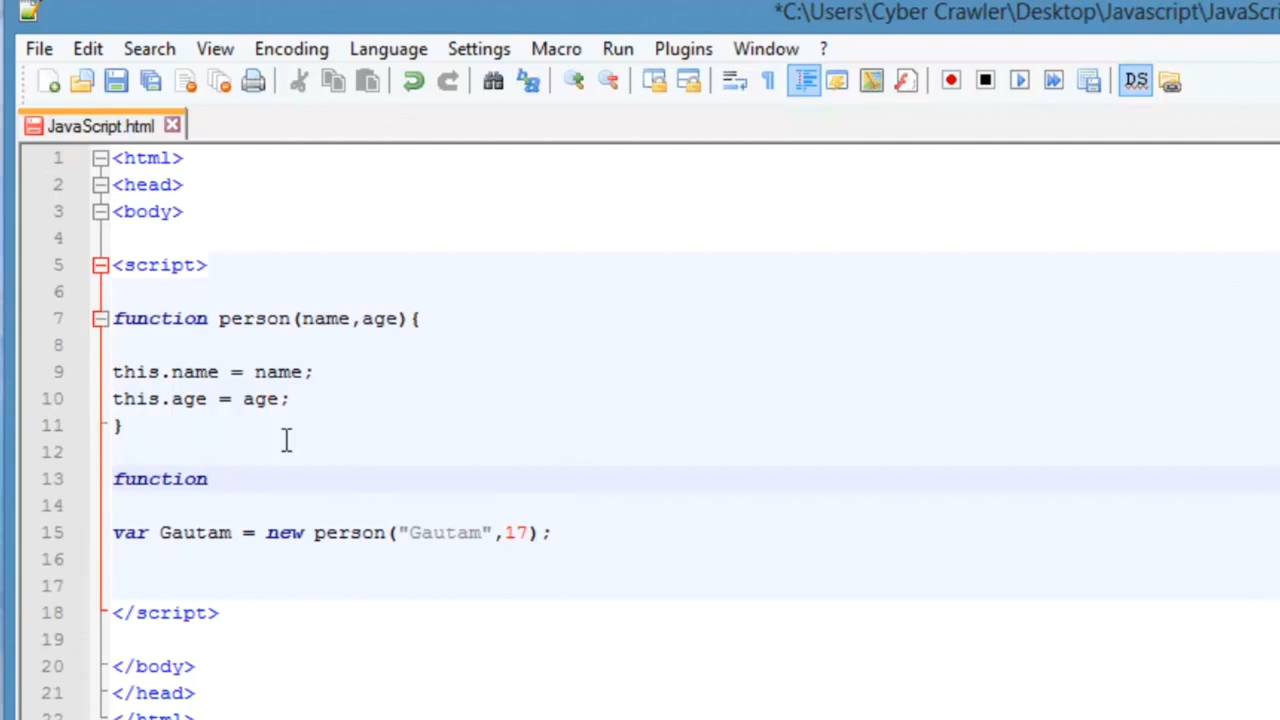 *C:\Users\Cyber Crawler\Desktop\Javascript\JavaScri
File Edit Search View Encoding Language Settings Macro Run Plugins Window ?
DS
JavaScript.html
1 <html>
2 <head>
3 <body>
4
5 <script>
6
7 function person(name,age){
8
9 this.name = name;
10 this.age = age;
11 }
12
13 function
14
15 var Gautam = new person("Gautam",17);
16
17
18 </script>
19
20 </body>
21 </head>
22 </html>